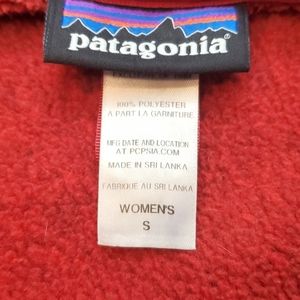 patagonia
100% POLYESTER
A PART LA GARNITURE
MFG DATE AND LOCATION
AT PCPSIA.COM
MADE IN SRI LANKA
FABRIQUE AU SRI LANKA
WOMEN'S
S